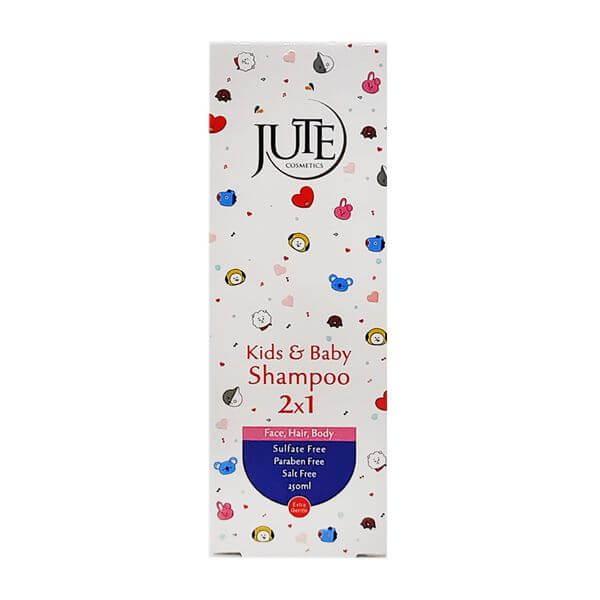 JUTE
COSMETICS
Kids & Baby
Shampoo
2x1
Face, Hair, Body
Sulfate Free
Paraben Free
Salt Free
250ml
Extra
Gentle